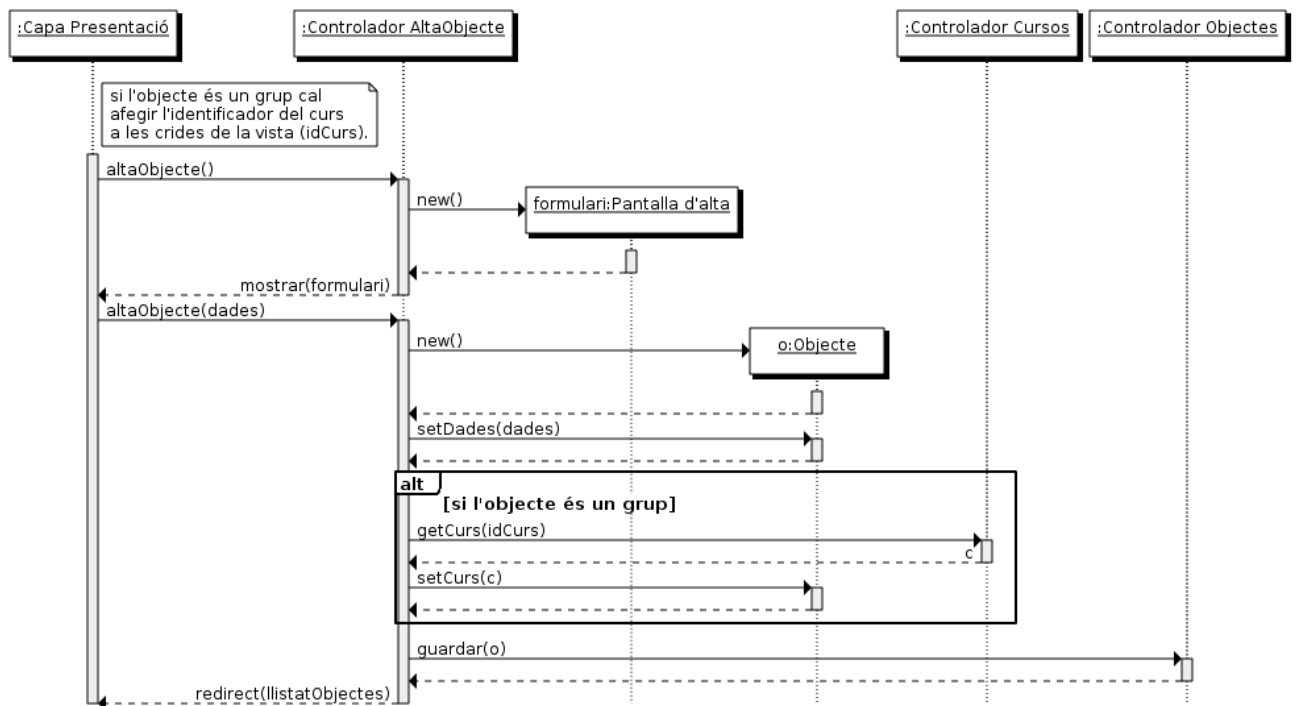 :Capa Presentació
:Controlador AltaObjecte
:Controlador Cursos
:Controlador Objectes
si l'objecte és un grup cal
afegir l'identificador del curs
a les crides de la vista (idCurs).
altaObjecte()
new()
formulari:Pantalla d'alta
mostrar(formulari)
altaObjecte(dades)
new()
o:Objecte
setDades(dades)
alt
[si l'objecte és un grup]
getCurs(idCurs)
c
setCurs(c)
guardar(o)
redirect(llistatObjectes)